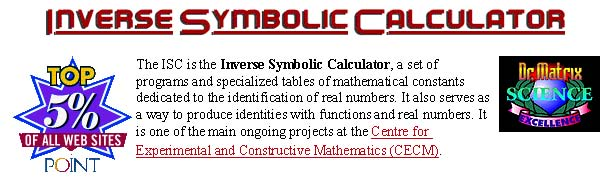 INVERSE SYMBOLIC CALCULATOR
TOP
5%
OF ALL WEB SITES
POINT
The ISC is the Inverse Symbolic Calculator, a set of
programs and specialized tables of mathematical constants
dedicated to the identification of real numbers. It also serves as
a way to produce identities with functions and real numbers. It
is one of the main ongoing projects at the Centre for
Experimental and Constructive Mathematics (CECM).
Dr. Matrix
SCIENCE
EXCELLENCE